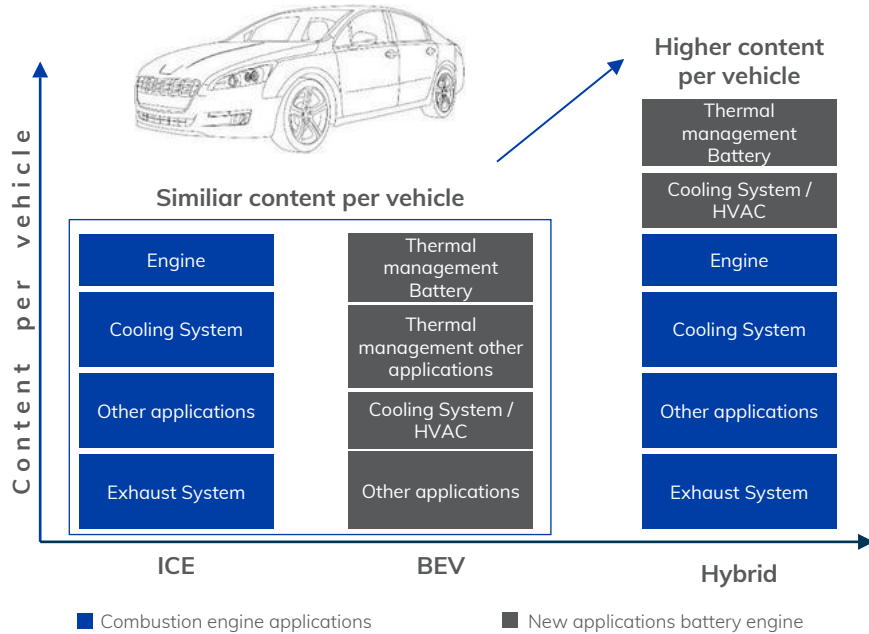 Higher content
per vehicle
Content per vehicle
Similiar content per vehicle
Engine
Cooling System
Other applications
Exhaust System
Thermal
management
Battery
Thermal
management other
applications
Cooling System /
HVAC
Other applications
Thermal
management
Battery
Cooling System /
HVAC
Engine
Cooling System
Other applications
Exhaust System
ICE
BEV
Hybrid
Combustion engine applications
New applications battery engine